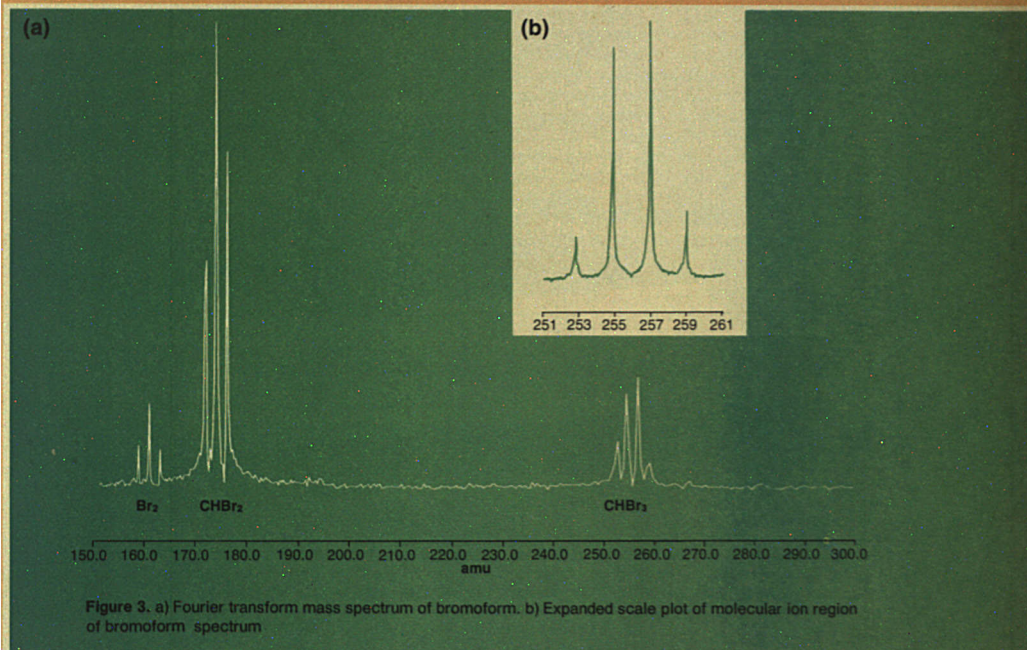 (a)
(b)
251 253 255 257 259 261
Br₂ CHBr₂ CHBr₃
150.0 160.0 170.0 180.0 190.0 200.0 210.0 220.0 230.0 240.0 250.0 260.0 270.0 280.0 290.0 300.0
amu
Figure 3. a) Fourier transform mass spectrum of bromoform. b) Expanded scale plot of molecular ion region
of bromoform spectrum